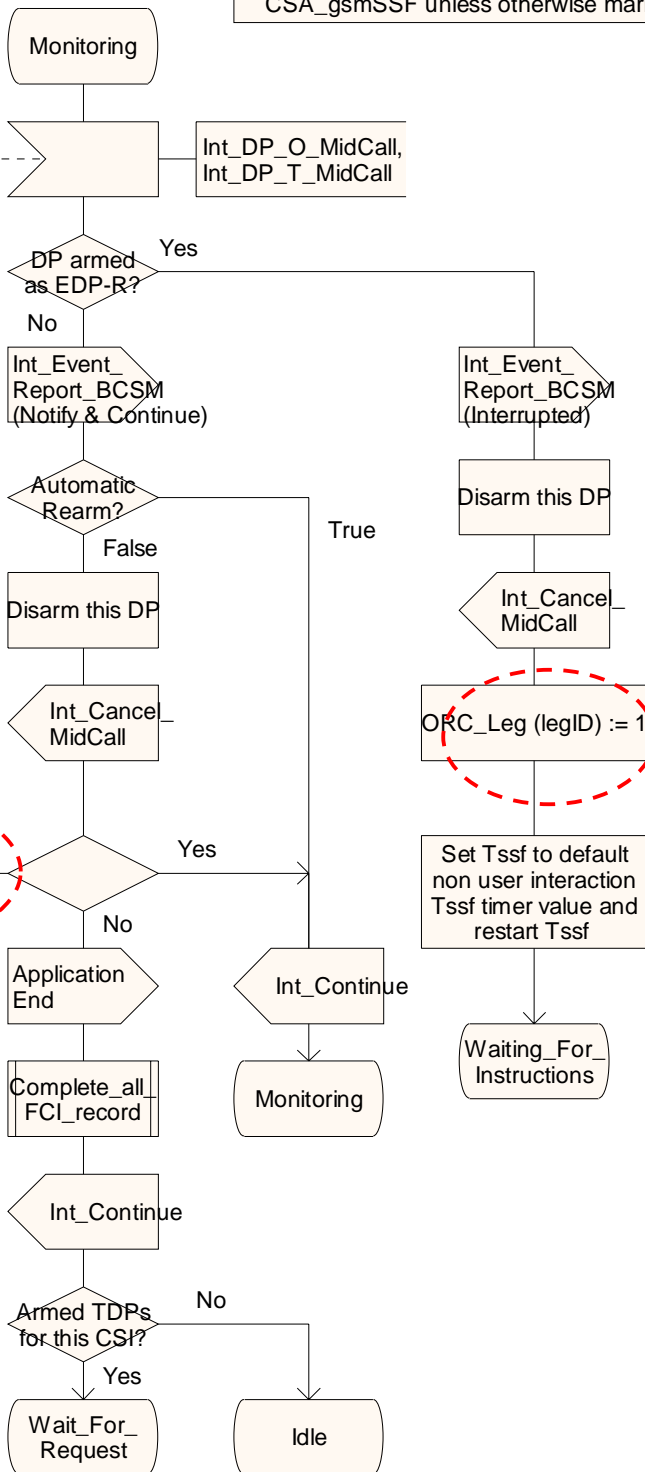 CSA_gsmSSF unless otherwise mar
Monitoring
Int_DP_O_MidCall,
Int_DP_T_MidCall
DP armed
as EDP-R?
Yes
No
Int_Event_
Report_BCSM
(Notify & Continue)
Int_Event_
Report_BCSM
(Interrupted)
Automatic
Rearm?
True
False
Disarm this DP
Disarm this DP
Int_Cancel_
MidCall
Int_Cancel_
MidCall
ORC_Leg (legID) := 1
Yes
No
Set Tssf to default
non user interaction
Tssf timer value and
restart Tssf
Application
End
Int_Continue
Waiting_For_
Instructions
Complete_all_
FCI_record
Monitoring
Int_Continue
Armed TDPs
for this CSI?
No
Yes
Wait_For_
Request
Idle